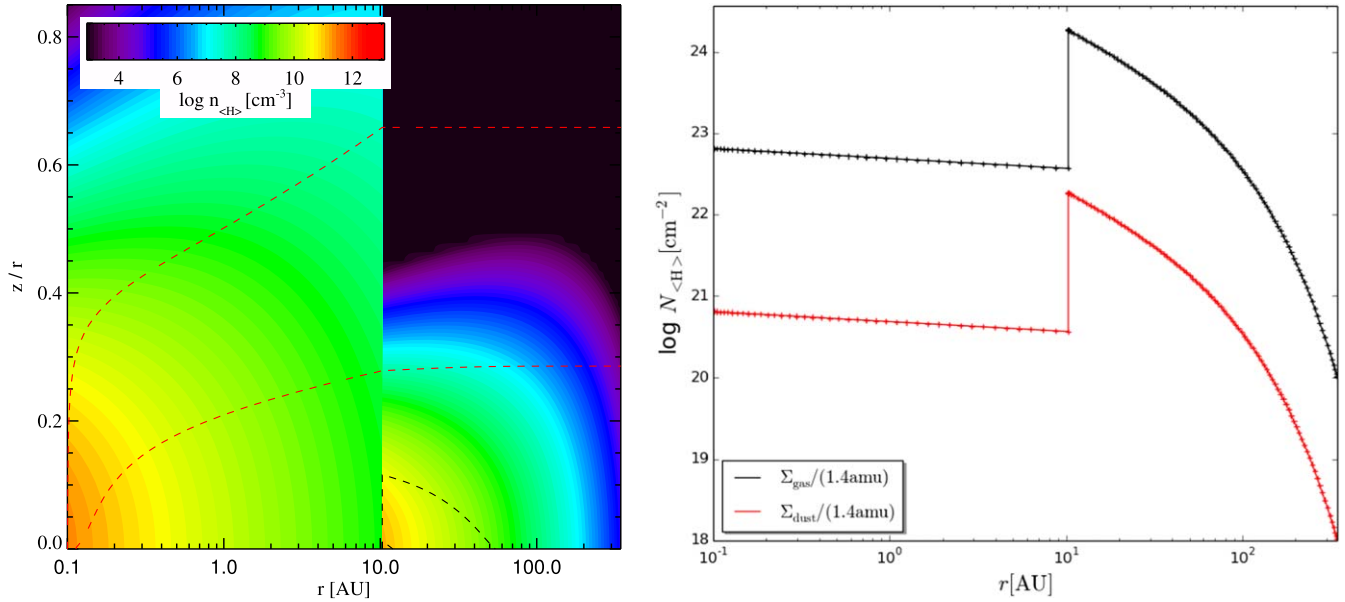 0.8
0.6
0.4
0.2
0.0
z / r
4 6 8 10 12
log n<H> [cm-3]
0.1 1.0 10.0 100.0
r [AU]
24
23
22
21
20
19
18
log N<H>[cm−2]
Σgas/(1.4amu)
Σdust/(1.4amu)
10-1 100 101 102
r[AU]